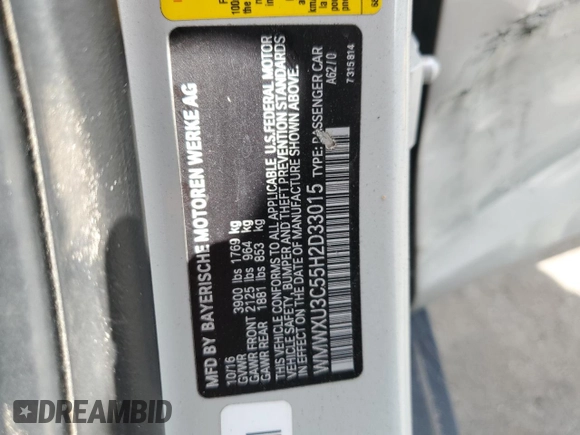 MFD BY BAYERISCHE MOTOREN WERKE AG
10/16
GVWR 3900 lbs 1769 kg
GAWR FRONT 2125 lbs 964 kg
GAWR REAR 1881 lbs 853 kg
THIS VEHICLE CONFORMS TO ALL APPLICABLE U.S.FEDERAL MOTOR
VEHICLE SAFETY, BUMPER AND THEFT PREVENTION STANDARDS
IN EFFECT ON THE DATE OF MANUFACTURE SHOWN ABOVE.
WMWXU3C55H2D33015 TYPE: PASSENGER CAR
A62/0
7315814
DREAMBID